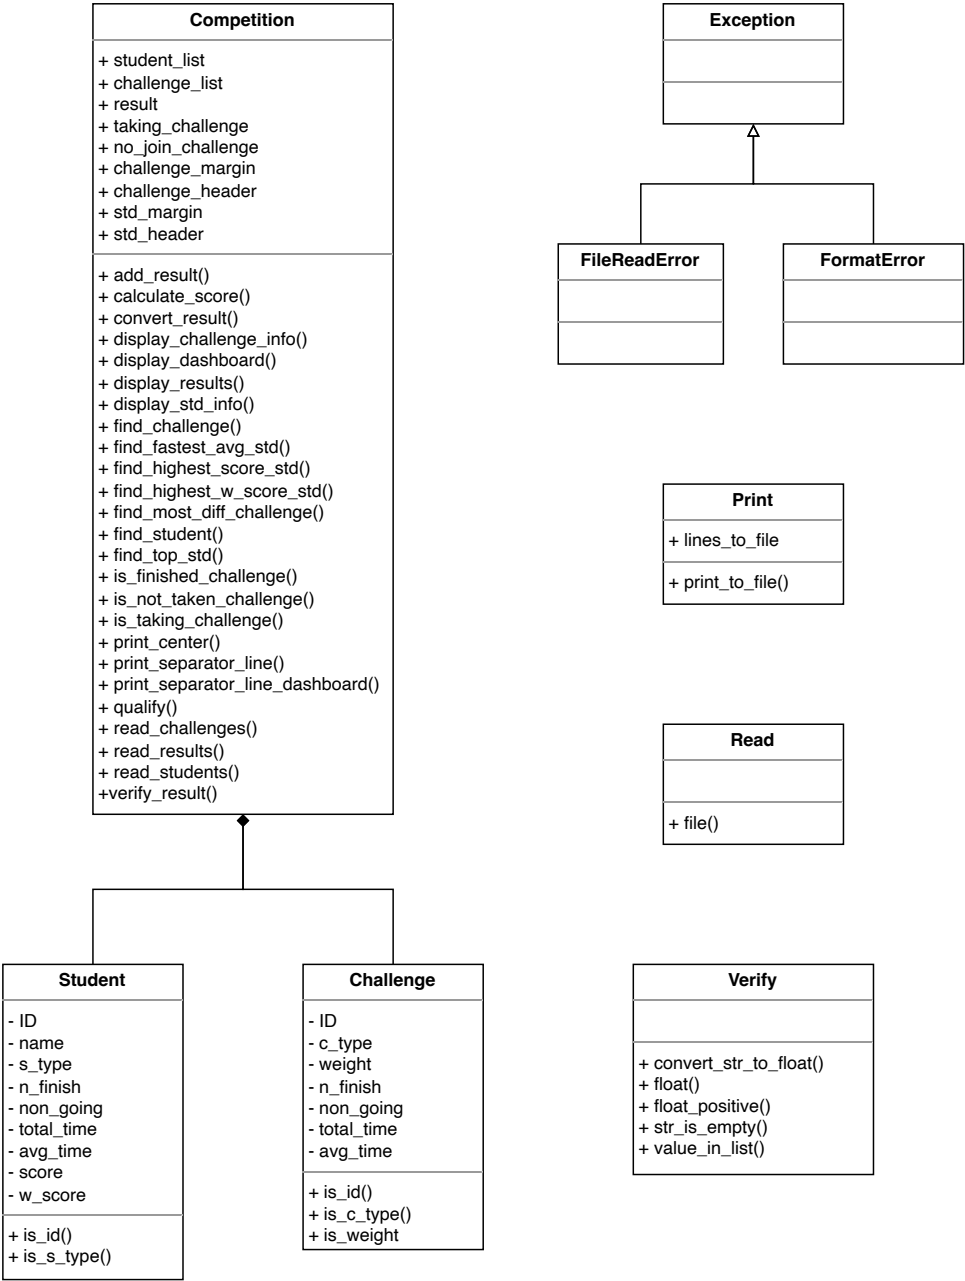 Competition
+ student_list
+ challenge_list
+ result
+ taking_challenge
+ no_join_challenge
+ challenge_margin
+ challenge_header
+ std_margin
+ std_header
+ add_result()
+ calculate_score()
+ convert_result()
+ display_challenge_info()
+ display_dashboard()
+ display_results()
+ display_std_info()
+ find_challenge()
+ find_fastest_avg_std()
+ find_highest_score_std()
+ find_highest_w_score_std()
+ find_most_diff_challenge()
+ find_student()
+ find_top_std()
+ is_finished_challenge()
+ is_not_taken_challenge()
+ is_taking_challenge()
+ print_center()
+ print_separator_line()
+ print_separator_line_dashboard()
+ qualify()
+ read_challenges()
+ read_results()
+ read_students()
+verify_result()
Student
- ID
- name
- s_type
- n_finish
- non_going
- total_time
- avg_time
- score
- w_score
+ is_id()
+ is_s_type()
Challenge
- ID
- c_type
- weight
- n_finish
- non_going
- total_time
- avg_time
+ is_id()
+ is_c_type()
+ is_weight
Exception
FileReadError
FormatError
Print
+ lines_to_file
+ print_to_file()
Read
+ file()
Verify
+ convert_str_to_float()
+ float()
+ float_positive()
+ str_is_empty()
+ value_in_list()